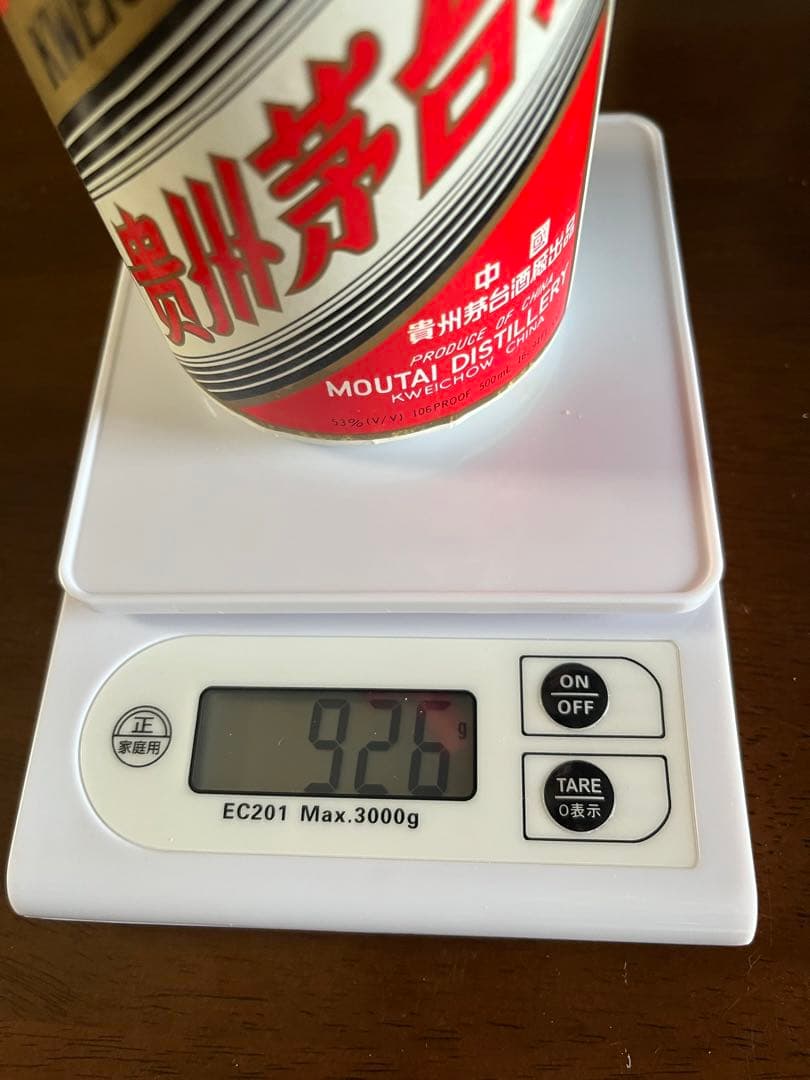 KWEIC
貴州茅台
中國
貴州茅台酒廠出品
PRODUCE OF CHINA
MOUTAI DISTILLERY
KWEICHOW CHINA
53%(V/V) 106PROOF 500mL
926 g
正
家庭用
EC201 Max.3000g
ON
OFF
TARE
0表示